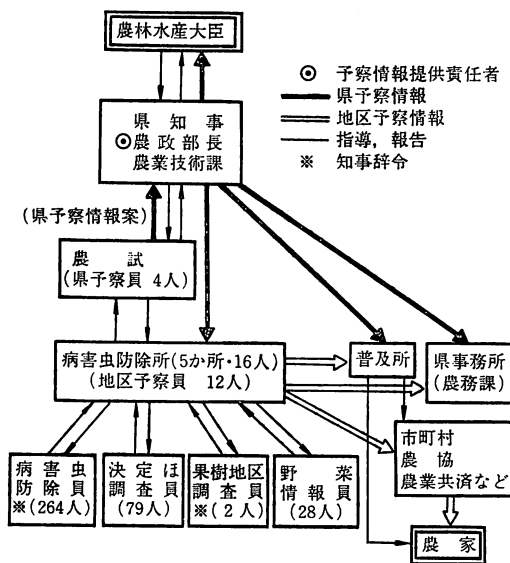 農林水産大臣
◉ 予察情報提供責任者
県予察情報
地区予察情報
指導，報告
※ 知事辞令
県知事
◉農政部長
農業技術課
(県予察情報案)
農試
(県予察員 4人)
病害虫防除所(5か所・16人)
(地区予察員 12人)
普及所
県事務所
(農務課)
市町村
農協
農業共済など
病害虫
防除員
※(264人)
決定ほ
調査員
(79人)
果樹地区
調査員
※(2人)
野菜
情報員
(28人)
農家